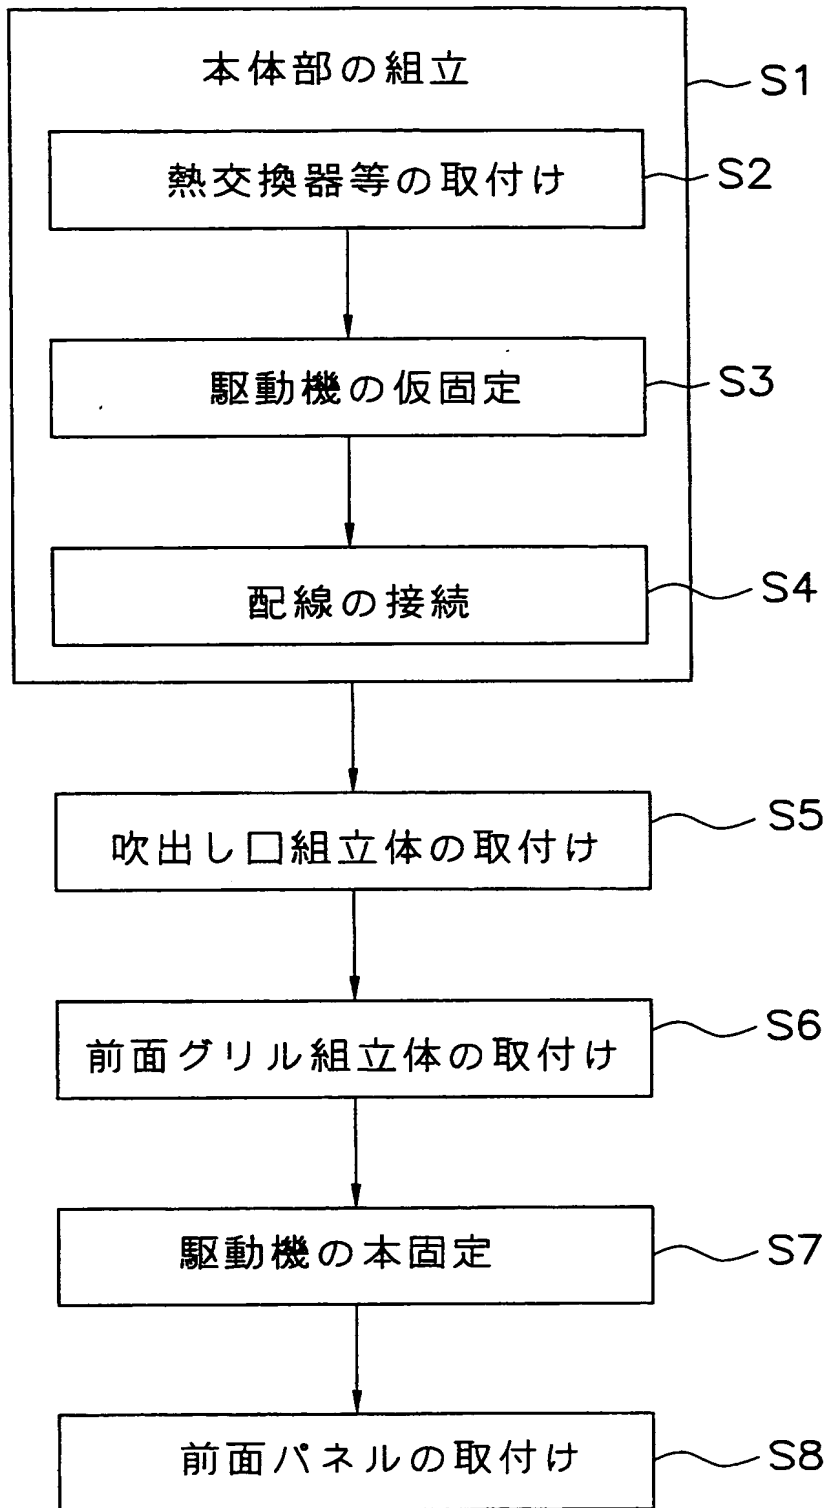 本体部の組立
S1
熱交換器等の取付け
S2
駆動機の仮固定
S3
配線の接続
S4
吹出し口組立体の取付け
S5
前面グリル組立体の取付け
S6
駆動機の本固定
S7
前面パネルの取付け
S8